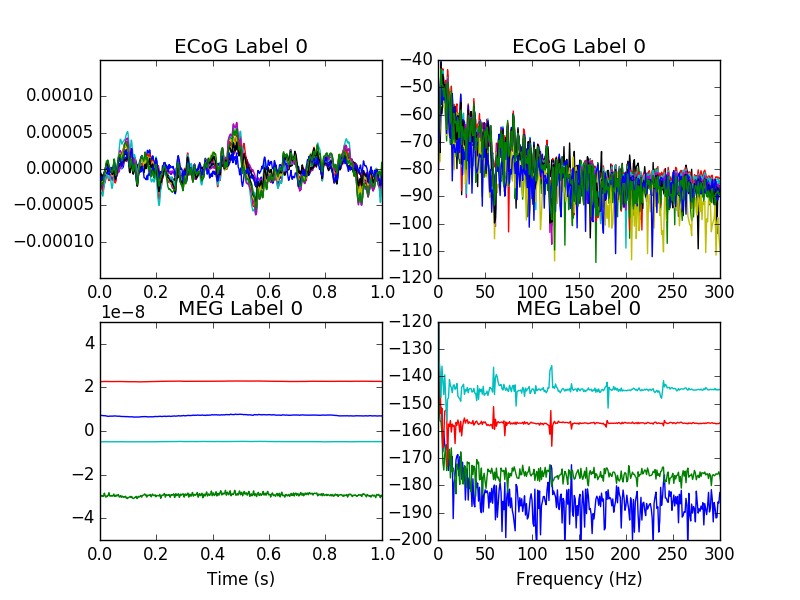 ECoG Label 0
ECoG Label 0
0.00010
0.00005
0.00000
−0.00005
−0.00010
0.0 0.2 0.4 0.6 0.8 1.0
−40
−50
−60
−70
−80
−90
−100
−110
−120
0 50 100 150 200 250 300
MEG Label 0
MEG Label 0
1e−8
4
2
0
−2
−4
0.0 0.2 0.4 0.6 0.8 1.0
Time (s)
−120
−130
−140
−150
−160
−170
−180
−190
−200
0 50 100 150 200 250 300
Frequency (Hz)